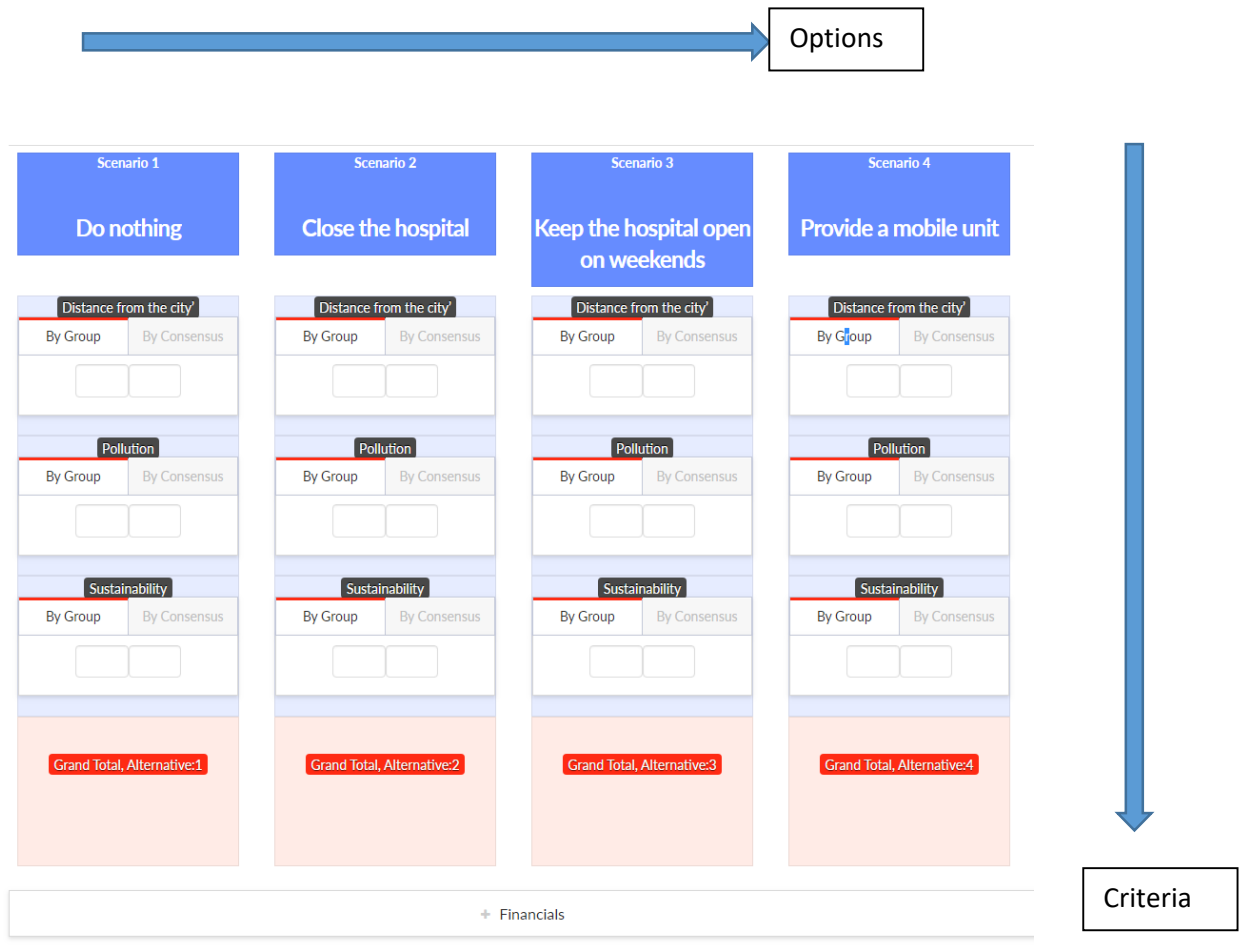 Options
Scenario 1 Scenario 2 Scenario 3 Scenario 4
Do nothing Close the hospital Keep the hospital open Provide a mobile unit
on weekends
Distance from the city' Distance from the city' Distance from the city' Distance from the city'
By Group By Consensus By Group By Consensus By Group By Consensus By Group By Consensus
Pollution Pollution Pollution Pollution
By Group By Consensus By Group By Consensus By Group By Consensus By Group By Consensus
Sustainability Sustainability Sustainability Sustainability
By Group By Consensus By Group By Consensus By Group By Consensus By Group By Consensus
Grand Total, Alternative:1 Grand Total, Alternative:2 Grand Total, Alternative:3 Grand Total, Alternative:4
Criteria
+ Financials